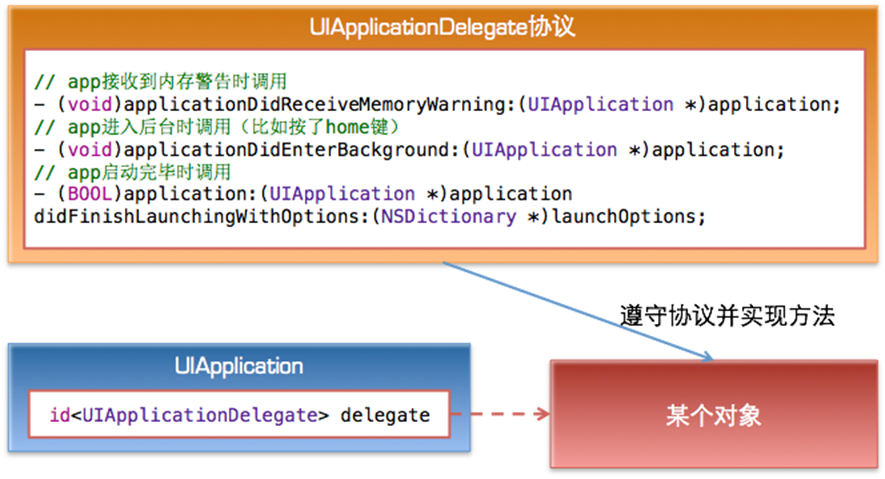 UIApplicationDelegate协议
// app接收到内存警告时调用
- (void)applicationDidReceiveMemoryWarning:(UIApplication *)application;
// app进入后台时调用（比如按了home键）
- (void)applicationDidEnterBackground:(UIApplication *)application;
// app启动完毕时调用
- (BOOL)application:(UIApplication *)application
didFinishLaunchingWithOptions:(NSDictionary *)launchOptions;
遵守协议并实现方法
UIApplication
id<UIApplicationDelegate> delegate
某个对象